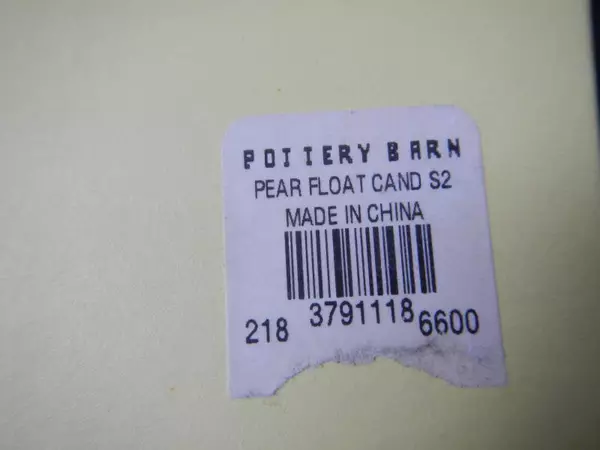 POTTERY BARN
PEAR FLOAT CAND S2
MADE IN CHINA
218 3791118 6600